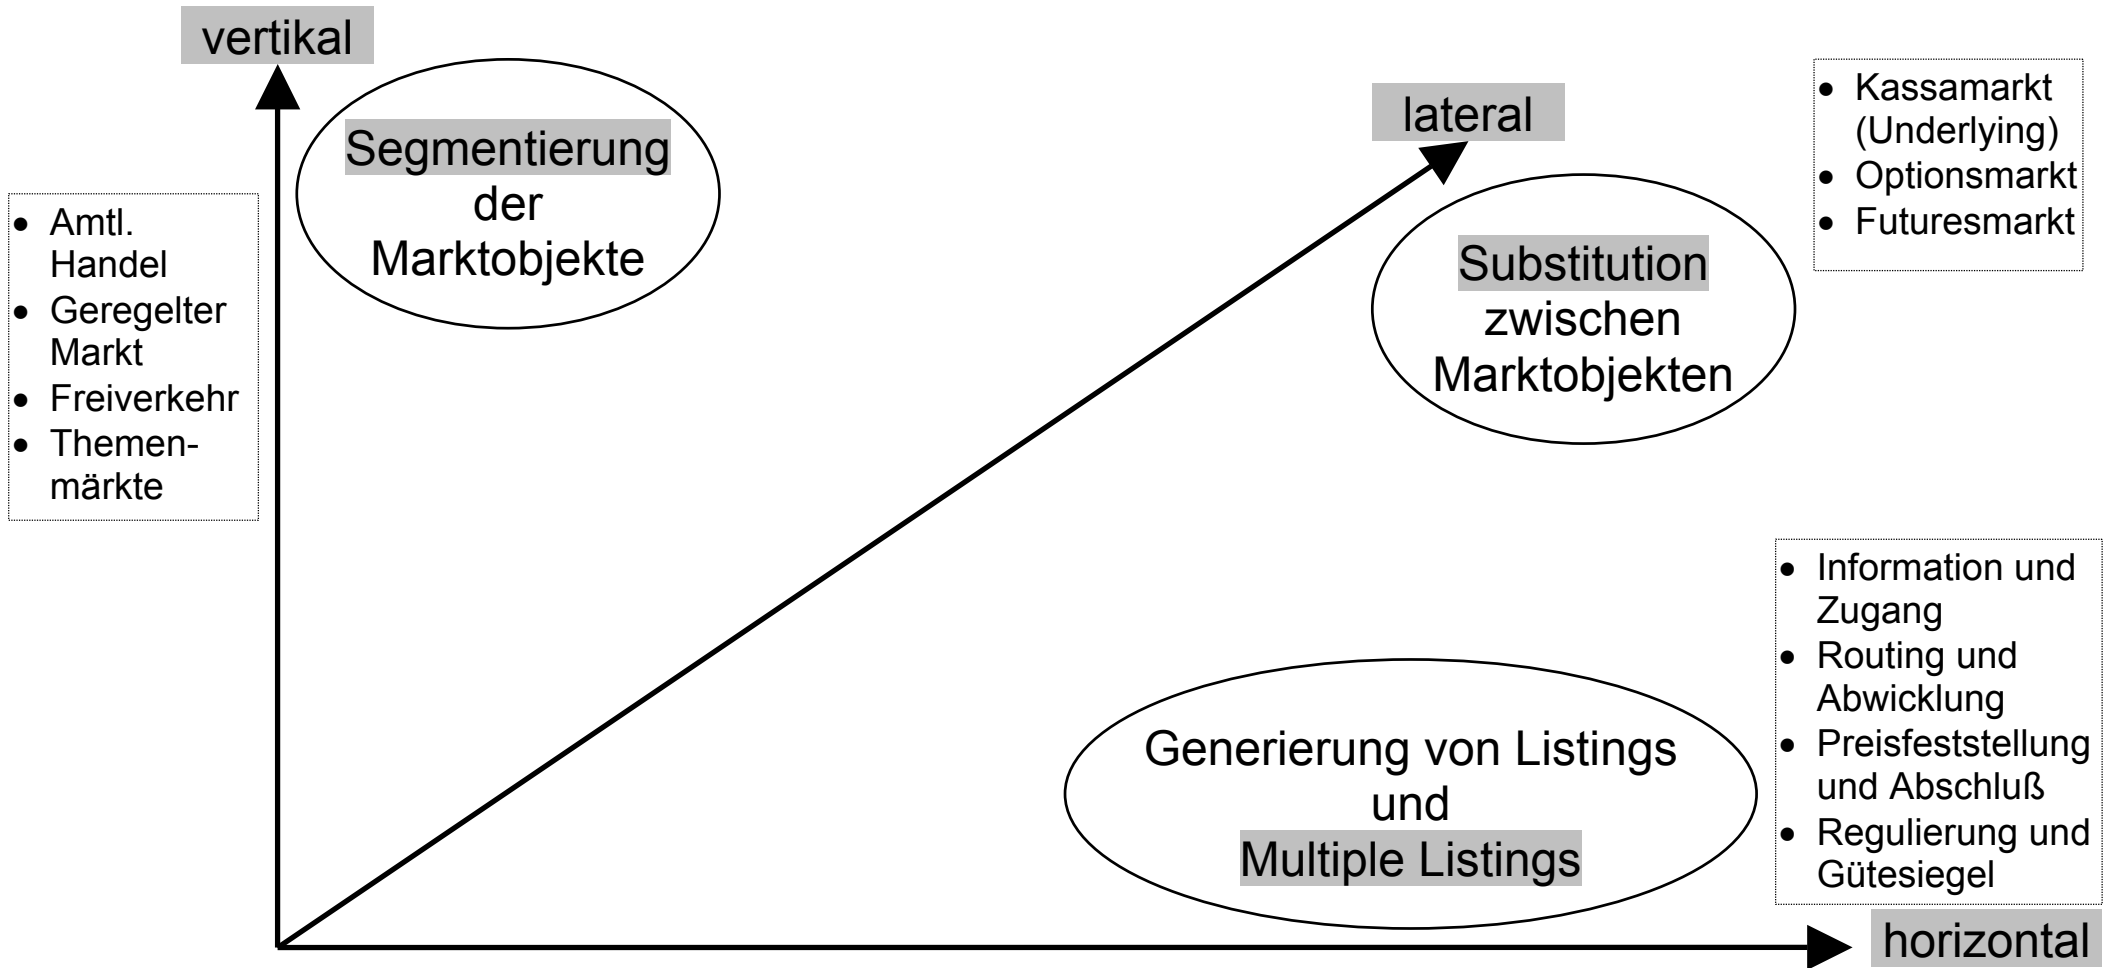 vertikal
Segmentierung
der
Marktobjekte
• Amtl.
Handel
• Geregelter
Markt
• Freiverkehr
• Themen-
märkte
lateral
Substitution
zwischen
Marktobjekten
• Kassamarkt
(Underlying)
• Optionsmarkt
• Futuresmarkt
Generierung von Listings
und
Multiple Listings
• Information und
Zugang
• Routing und
Abwicklung
• Preisfeststellung
und Abschluß
• Regulierung und
Gütesiegel
horizontal